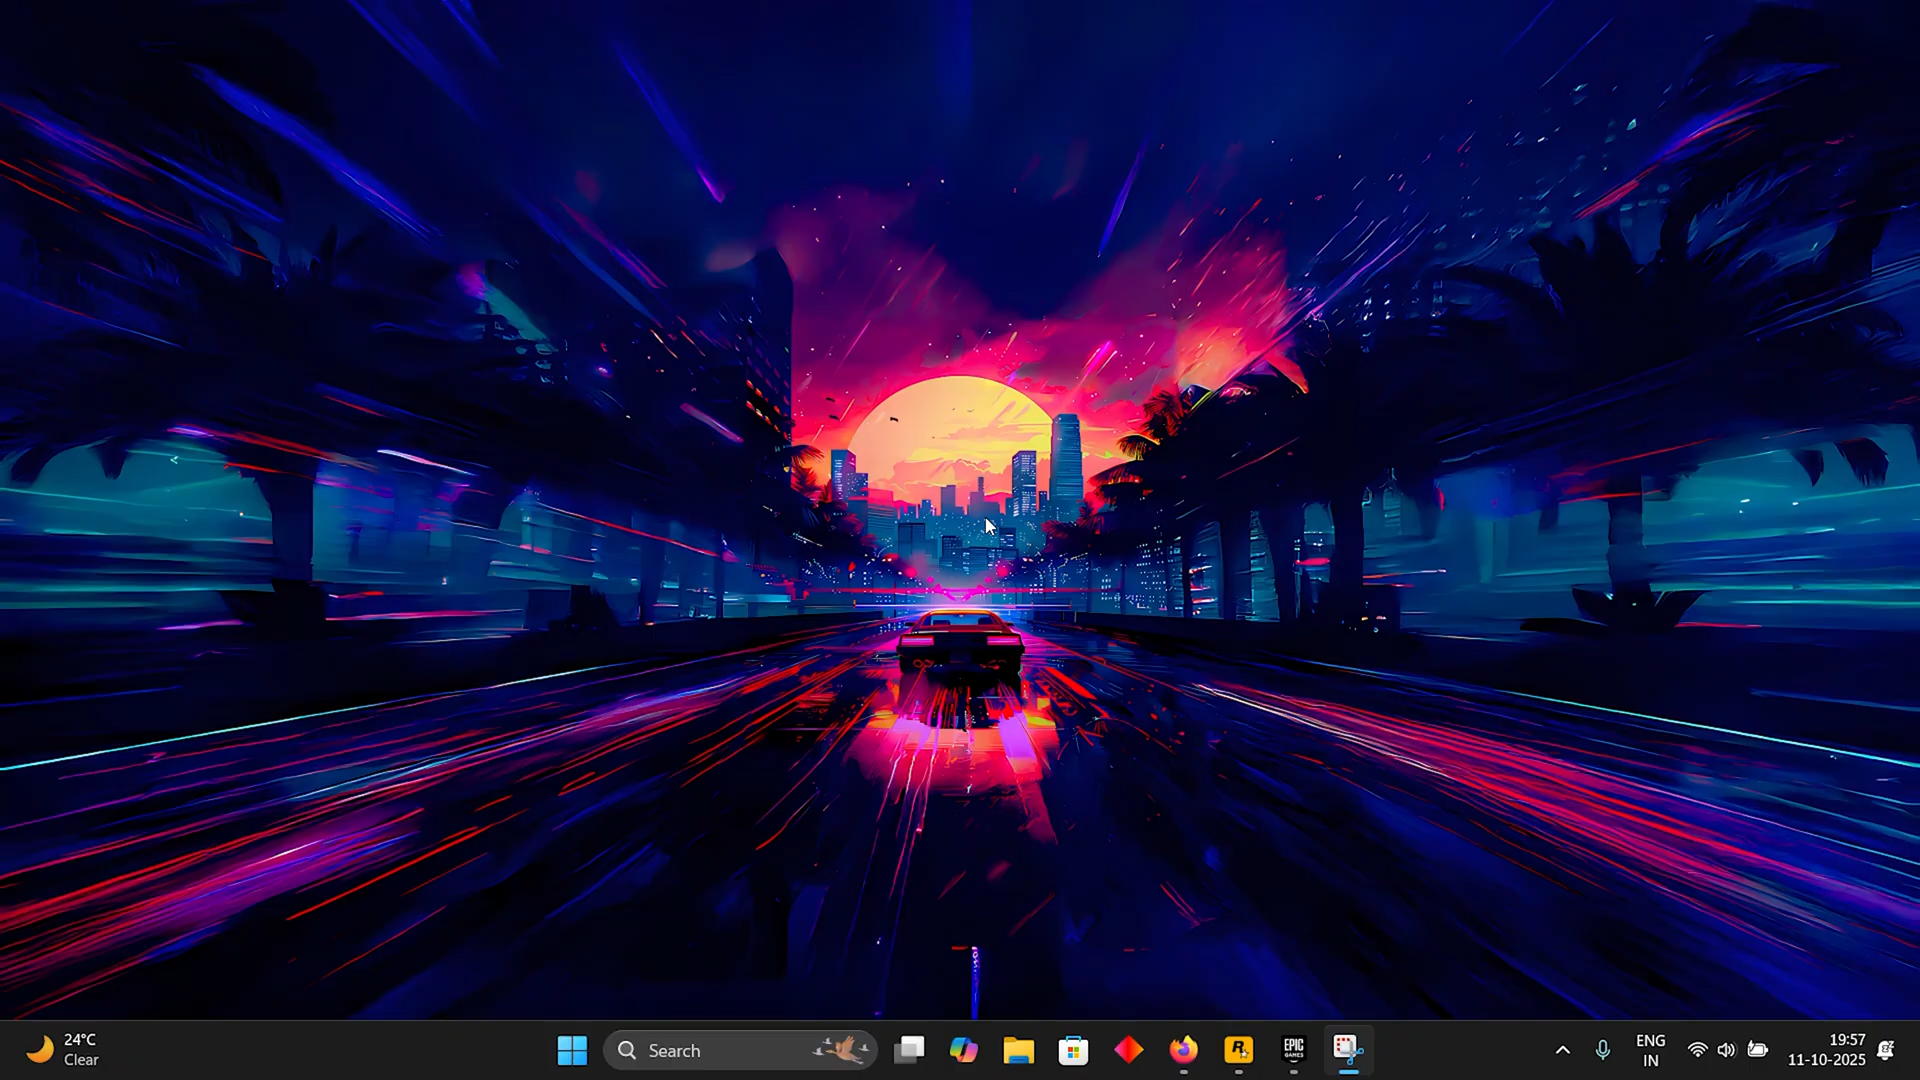 24°C
Clear
Search
R
EPIC
GAMES
ENG
IN
19:57
11-10-2025